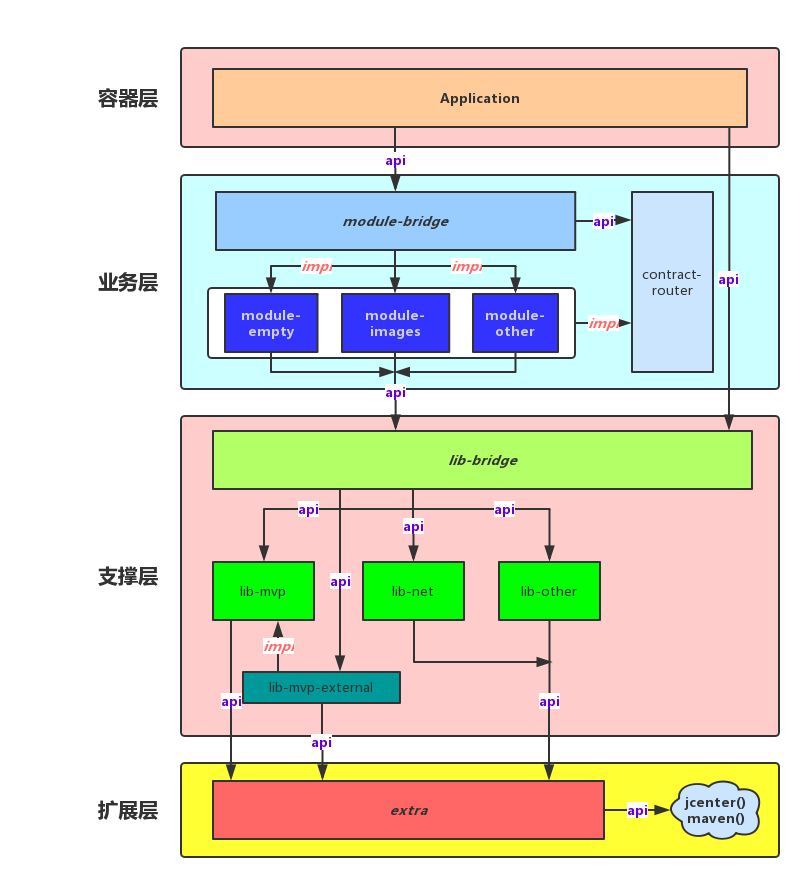 容器层
Application
api
业务层
module-bridge
api
contract-
router
api
impl
impl
module-
empty
module-
images
module-
other
impl
api
支撑层
lib-bridge
api
api
api
api
lib-mvp
lib-net
lib-other
impl
lib-mvp-external
api
api
api
扩展层
extra
api
jcenter()
maven()